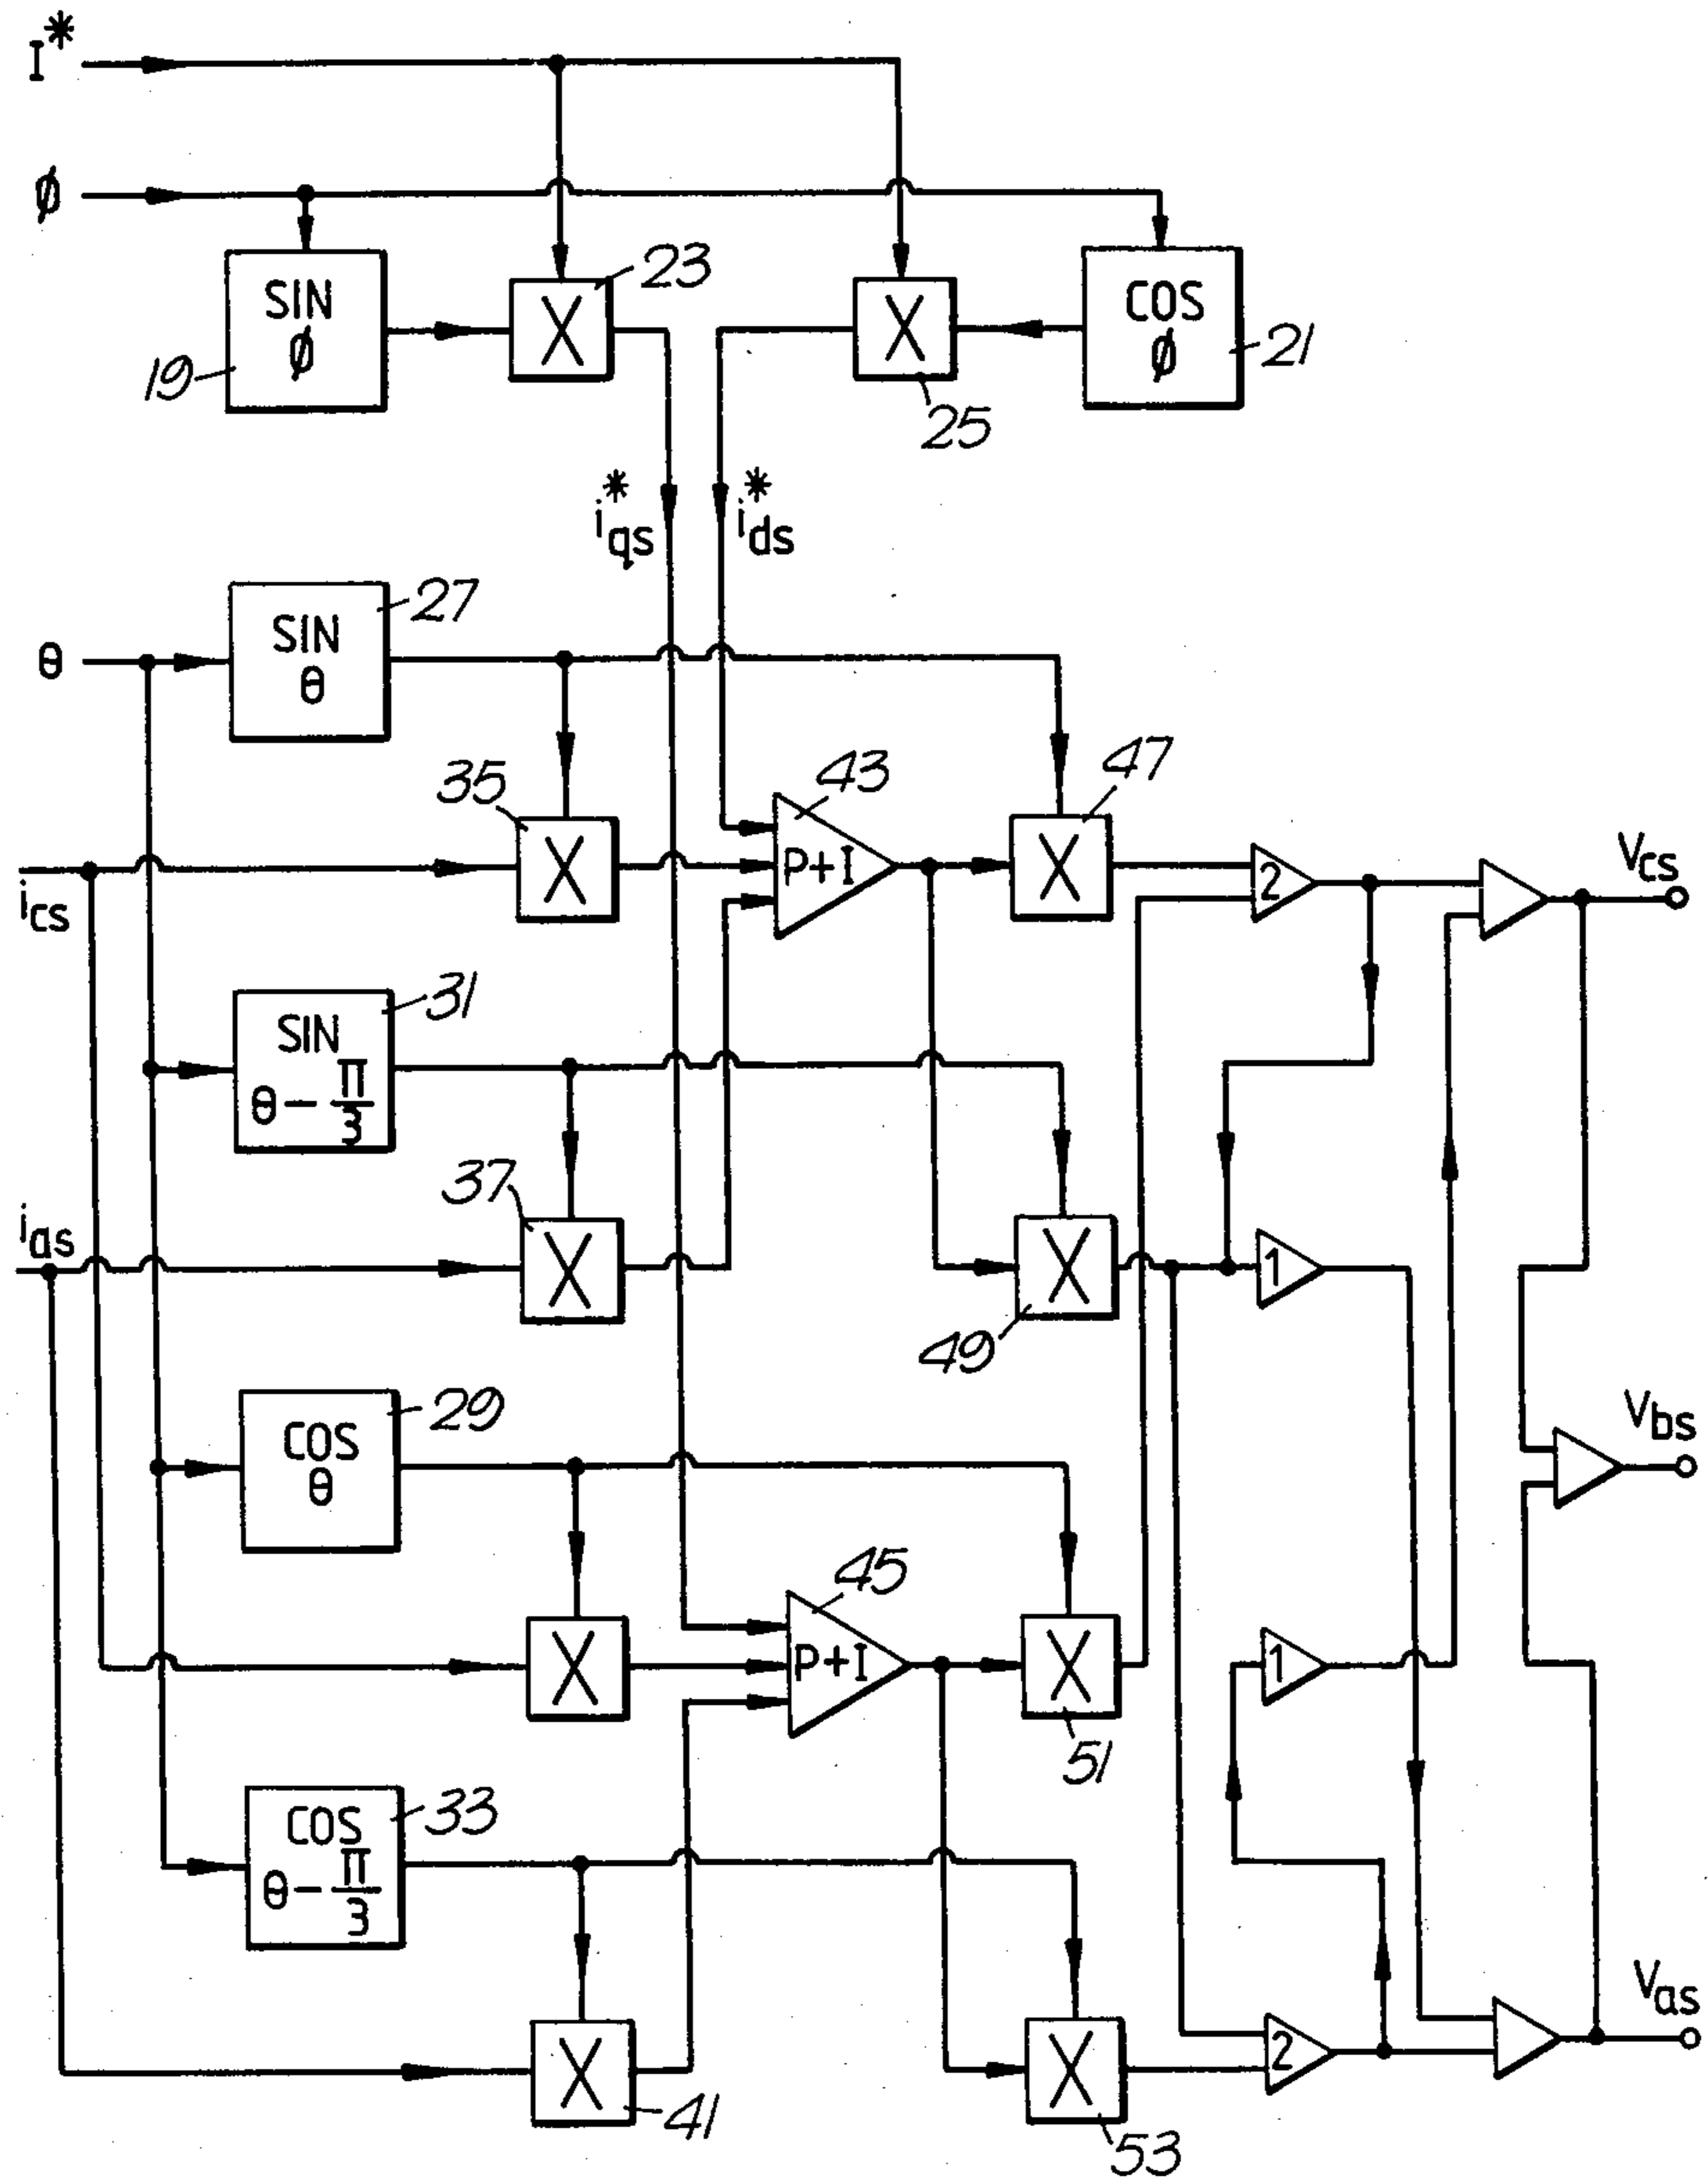 I*
ø
SIN
ø
19
X
23
X
25
COS
ø
21
i*qs
i*ds
θ
SIN
θ
27
35
X
43
P+I
47
X
2
Vcs
ics
SIN
θ-π/3
31
37
X
49
X
1
ias
COS
θ
29
Vbs
X
45
P+I
X
51
1
COS
θ-π/3
33
X
41
X
53
2
Vas